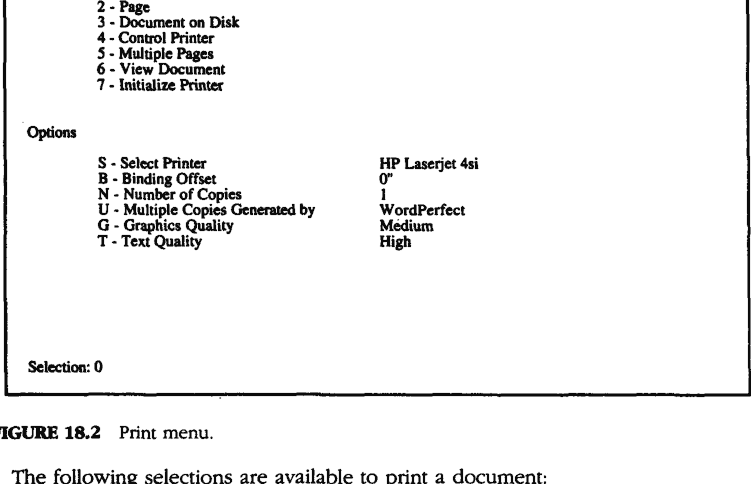 2 - Page
3 - Document on Disk
4 - Control Printer
5 - Multiple Pages
6 - View Document
7 - Initialize Printer
Options
S - Select Printer HP Laserjet 4si
B - Binding Offset 0"
N - Number of Copies 1
U - Multiple Copies Generated by WordPerfect
G - Graphics Quality Medium
T - Text Quality High
Selection: 0
FIGURE 18.2 Print menu.
The following selections are available to print a document: